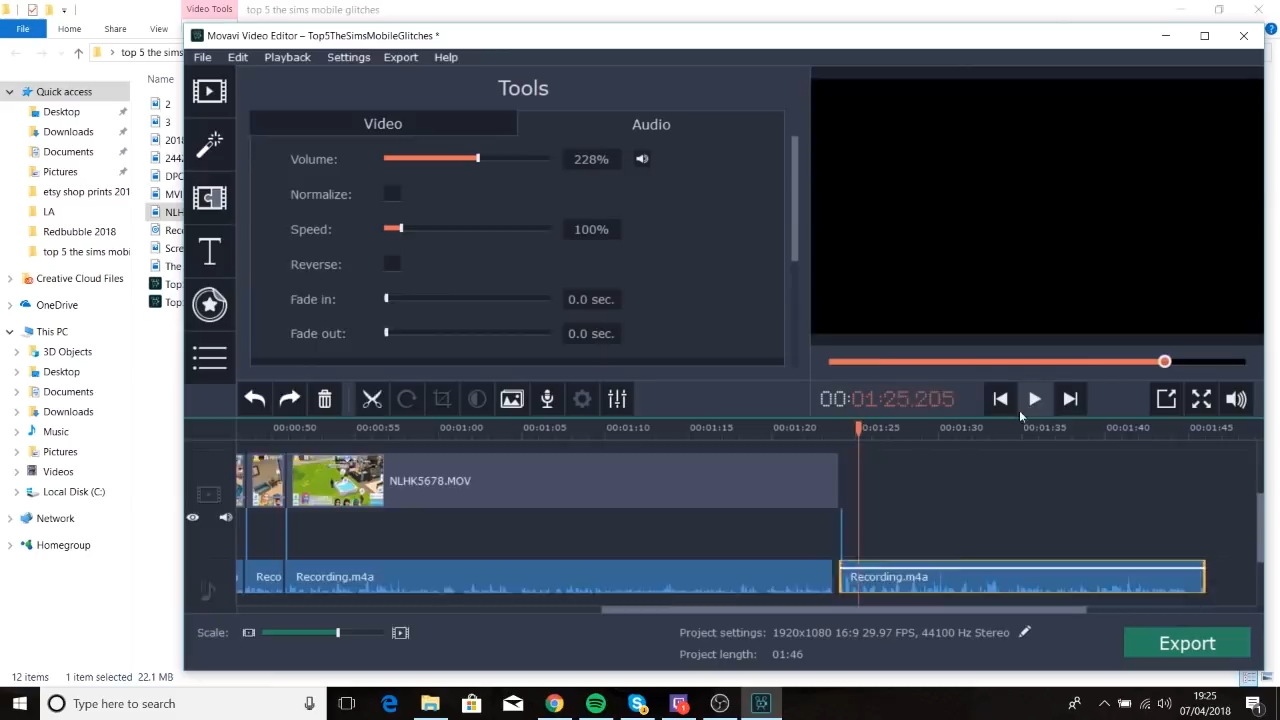 Video Tools
top 5 the sims mobile glitches
File
Home
Share
View
top 5 the sims
Name
Quick access
Desktop
Downloads
Documents
Pictures
etsy shop prints 201
LA
Redbubble 2018
top 5 the sims mobi
Creative Cloud Files
OneDrive
This PC
3D Objects
Desktop
Documents
Downloads
Music
Pictures
Videos
Local Disk (C:)
Network
Homegroup
2
3
2018
244
DPC
MVI
NLHK
Reco
Scre
The
Top
Top
12 items
1 item selected 22.1 MB
Movavi Video Editor – Top5TheSimsMobileGlitches *
File Edit Playback Settings Export Help
Tools
Video
Audio
Volume: 228%
Normalize:
Speed: 100%
Reverse:
Fade in: 0.0 sec.
Fade out: 0.0 sec.
00:01:25.205
00:00:50 00:00:55 00:01:00 00:01:05 00:01:10 00:01:15 00:01:20 0:01:25 00:01:30 00:01:35 00:01:40 00:01:45
NLHK5678.MOV
Reco
Recording.m4a
Recording.m4a
Scale:
Project settings: 1920x1080 16:9 29.97 FPS, 44100 Hz Stereo
Project length: 01:46
Export
Type here to search
19:25
07/04/2018